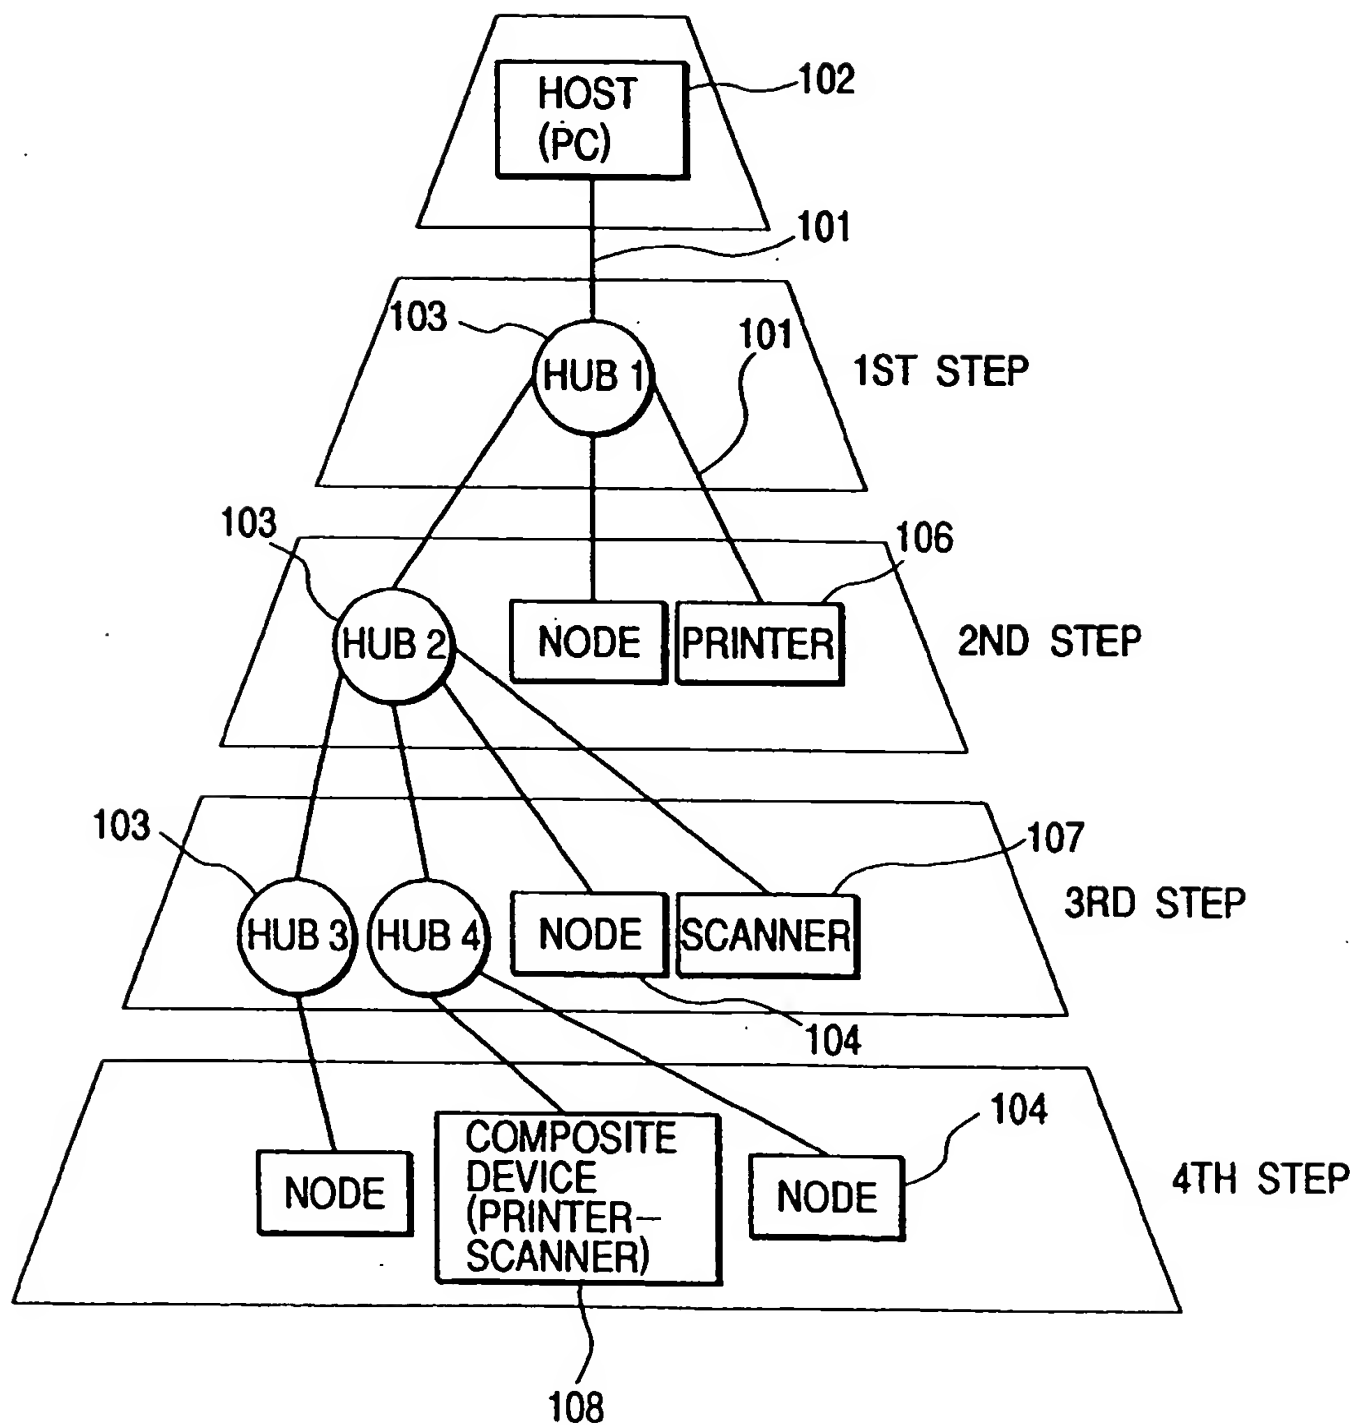 HOST
(PC)
102
101
103
HUB 1
101
1ST STEP
103
HUB 2
NODE
PRINTER
106
2ND STEP
103
HUB 3
HUB 4
NODE
SCANNER
107
3RD STEP
104
NODE
COMPOSITE
DEVICE
(PRINTER–
SCANNER)
NODE
104
4TH STEP
108